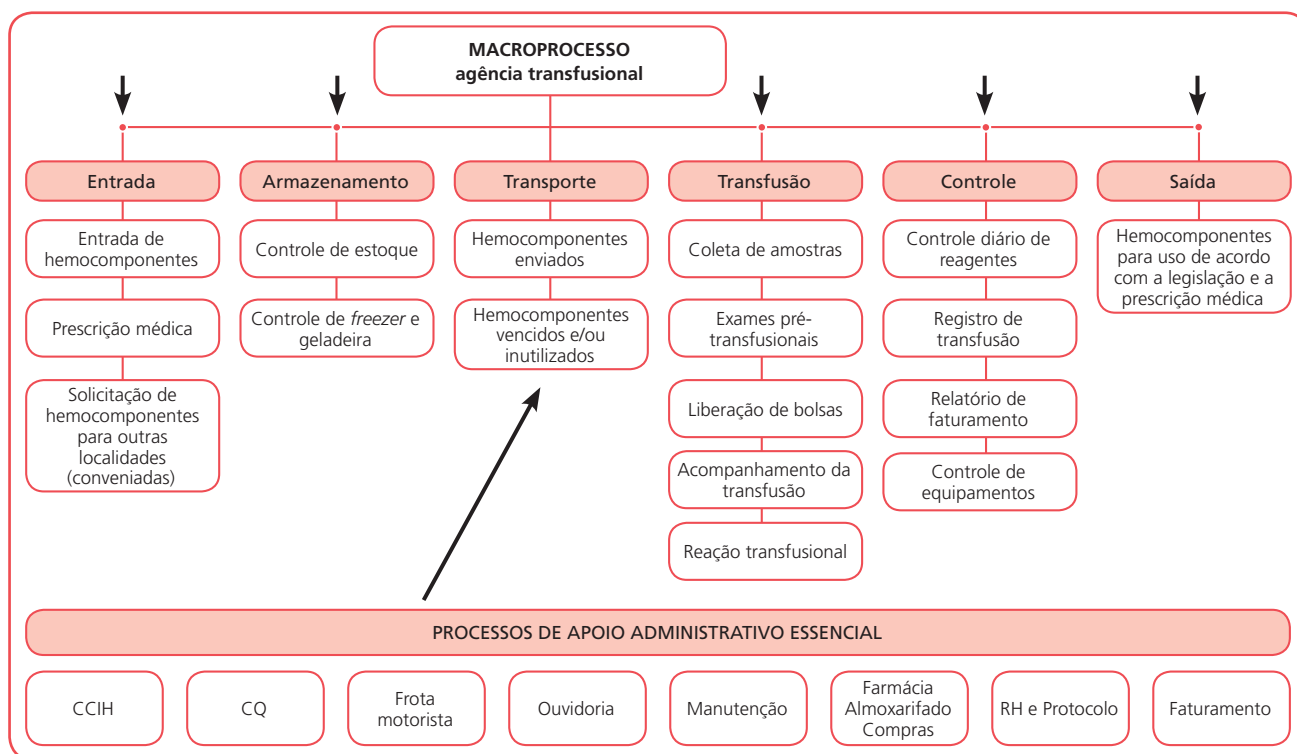 MACROPROCESSO
agência transfusional
Entrada
Entrada de
hemocomponentes
Prescrição médica
Solicitação de
hemocomponentes
para outras
localidades
(conveniadas)
Armazenamento
Controle de estoque
Controle de freezer e
geladeira
Transporte
Hemocomponentes
enviados
Hemocomponentes
vencidos e/ou
inutilizados
Transfusão
Coleta de amostras
Exames pré-
transfusionais
Liberação de bolsas
Acompanhamento da
transfusão
Reação transfusional
Controle
Controle diário de
reagentes
Registro de
transfusão
Relatório de
faturamento
Controle de
equipamentos
Saída
Hemocomponentes
para uso de acordo
com a legislação e a
prescrição médica
PROCESSOS DE APOIO ADMINISTRATIVO ESSENCIAL
CCIH
CQ
Frota
motorista
Ouvidoria
Manutenção
Farmácia
Almoxarifado
Compras
RH e Protocolo
Faturamento